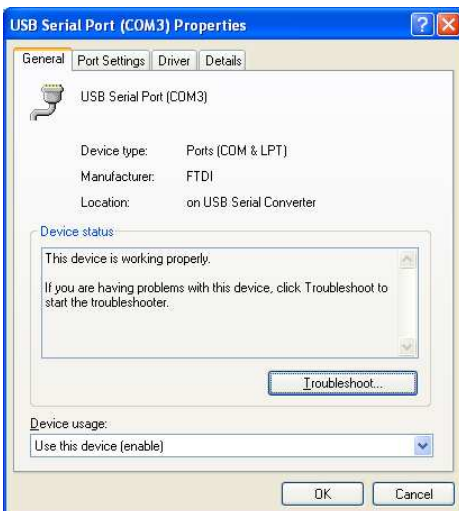 USB Serial Port (COM3) Properties
General Port Settings Driver Details
USB Serial Port (COM3)
Device type: Ports (COM & LPT)
Manufacturer: FTDI
Location: on USB Serial Converter
Device status
This device is working properly.
If you are having problems with this device, click Troubleshoot to
start the troubleshooter.
Troubleshoot...
Device usage:
Use this device (enable)
OK Cancel